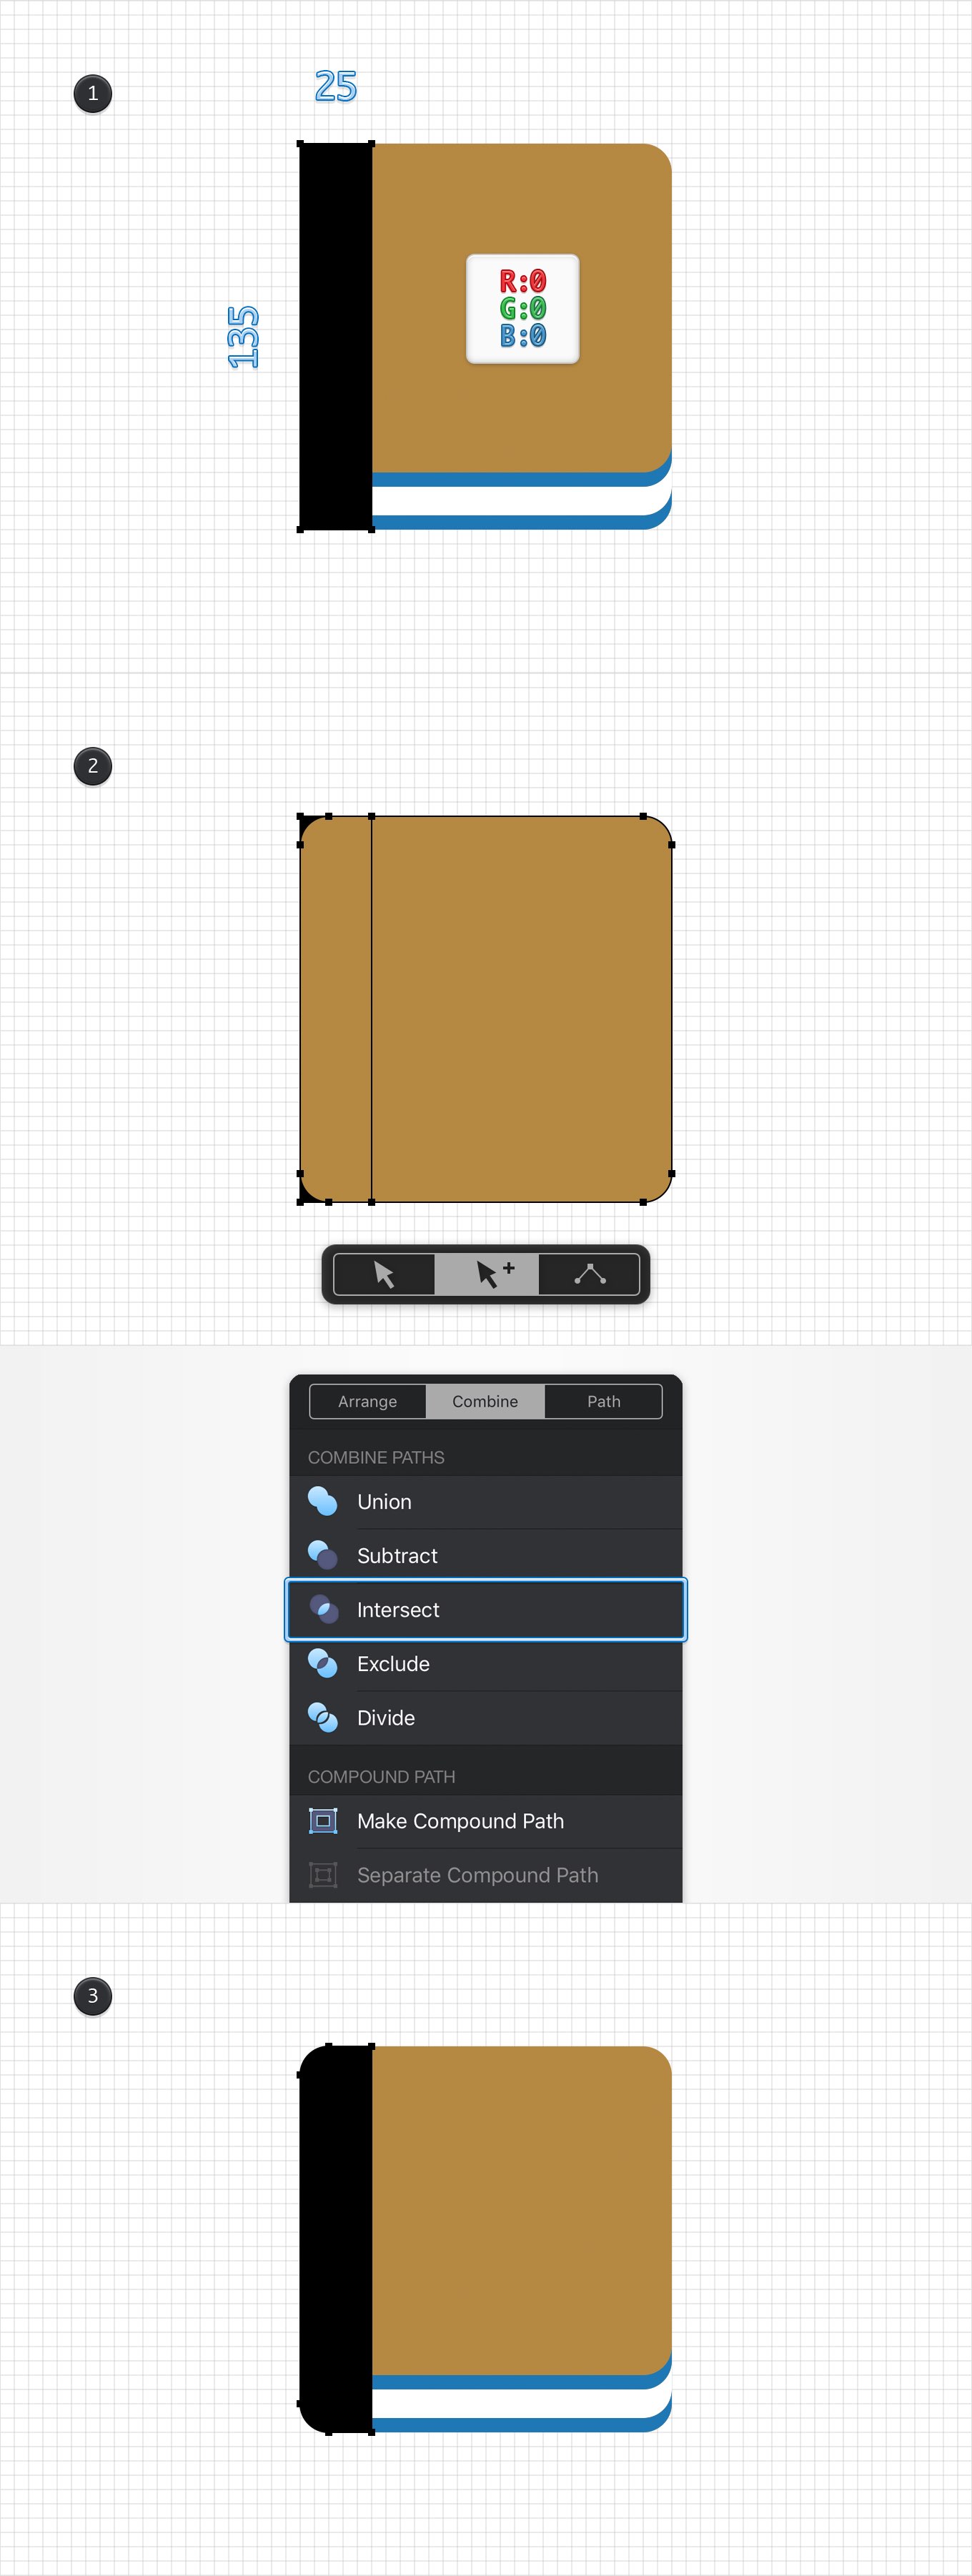 1
25
135
R:0
G:0
B:0
2
Arrange Combine Path
COMBINE PATHS
Union
Subtract
Intersect
Exclude
Divide
COMPOUND PATH
Make Compound Path
Separate Compound Path
3